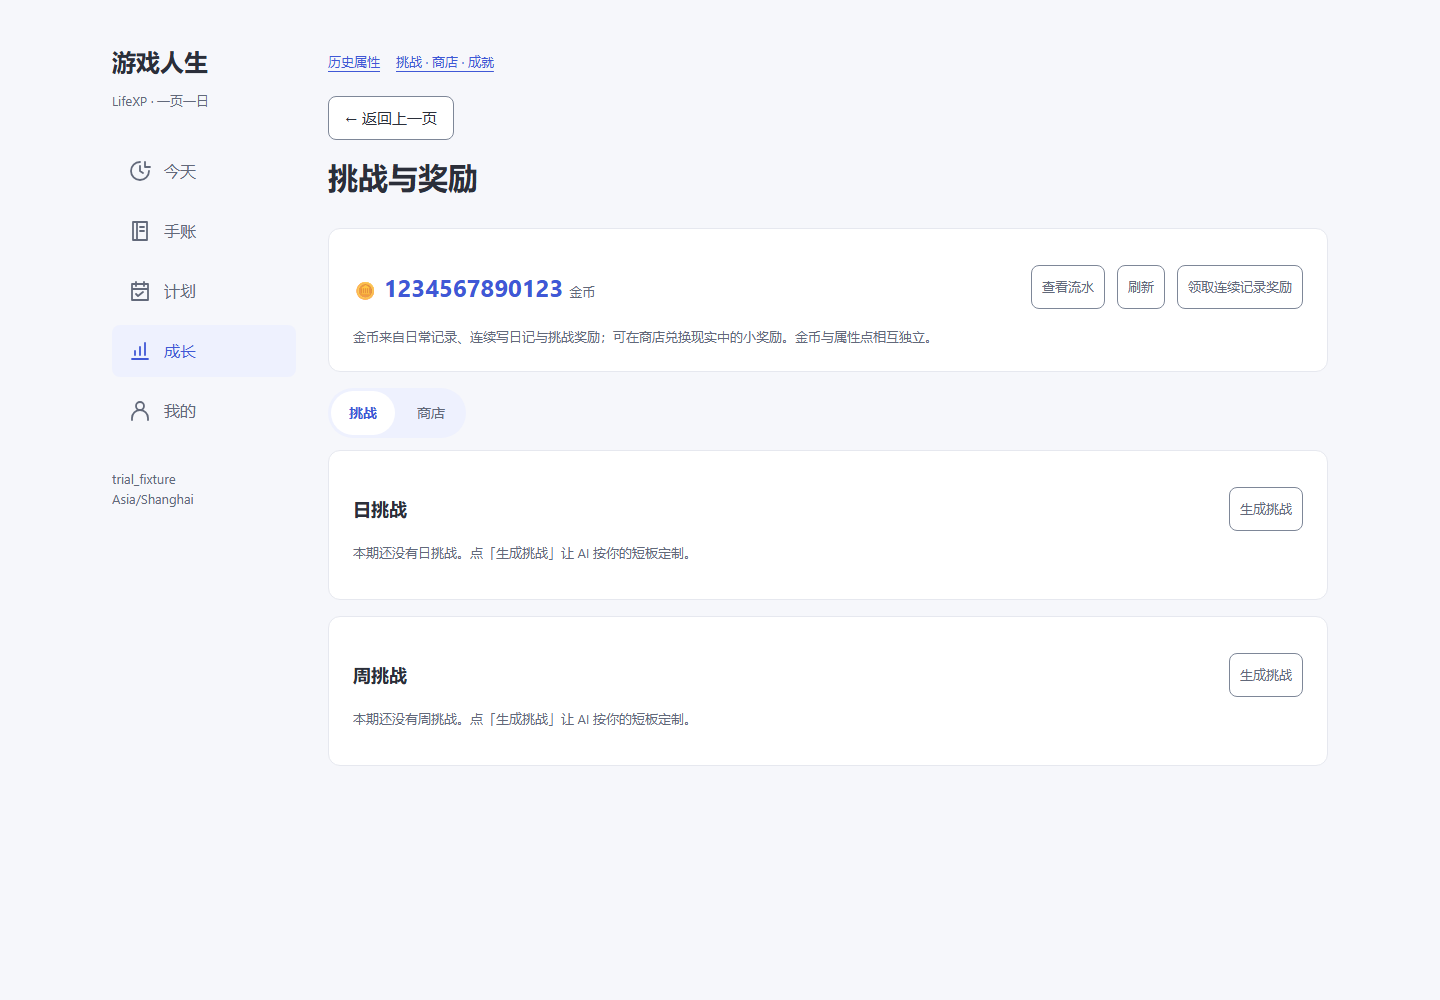 游戏人生
LifeXP · 一页一日
今天
手账
计划
成长
我的
trial_fixture
Asia/Shanghai
历史属性 挑战 · 商店 · 成就
← 返回上一页
挑战与奖励
1234567890123 金币
查看流水 刷新 领取连续记录奖励
金币来自日常记录、连续写日记与挑战奖励；可在商店兑换现实中的小奖励。金币与属性点相互独立。
挑战 商店
日挑战 生成挑战
本期还没有日挑战。点「生成挑战」让 AI 按你的短板定制。
周挑战 生成挑战
本期还没有周挑战。点「生成挑战」让 AI 按你的短板定制。